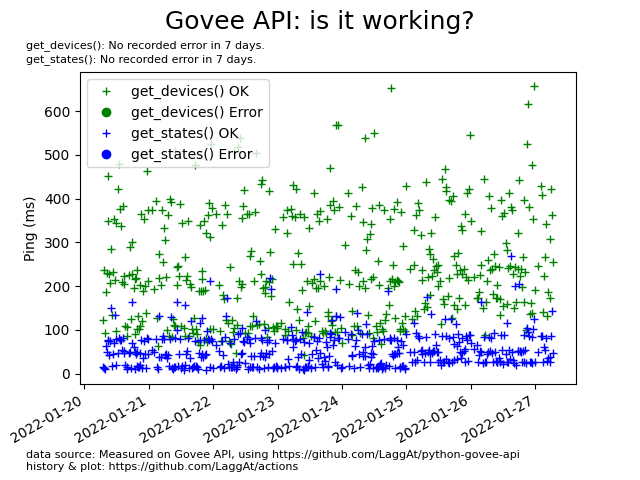 Govee API: is it working?
get_devices(): No recorded error in 7 days.
get_states(): No recorded error in 7 days.
get_devices() OK
get_devices() Error
get_states() OK
get_states() Error
Ping (ms)
600
500
400
300
200
100
0
2022-01-20
2022-01-21
2022-01-22
2022-01-23
2022-01-24
2022-01-25
2022-01-26
2022-01-27
data source: Measured on Govee API, using https://github.com/LaggAt/python-govee-api
history & plot: https://github.com/LaggAt/actions